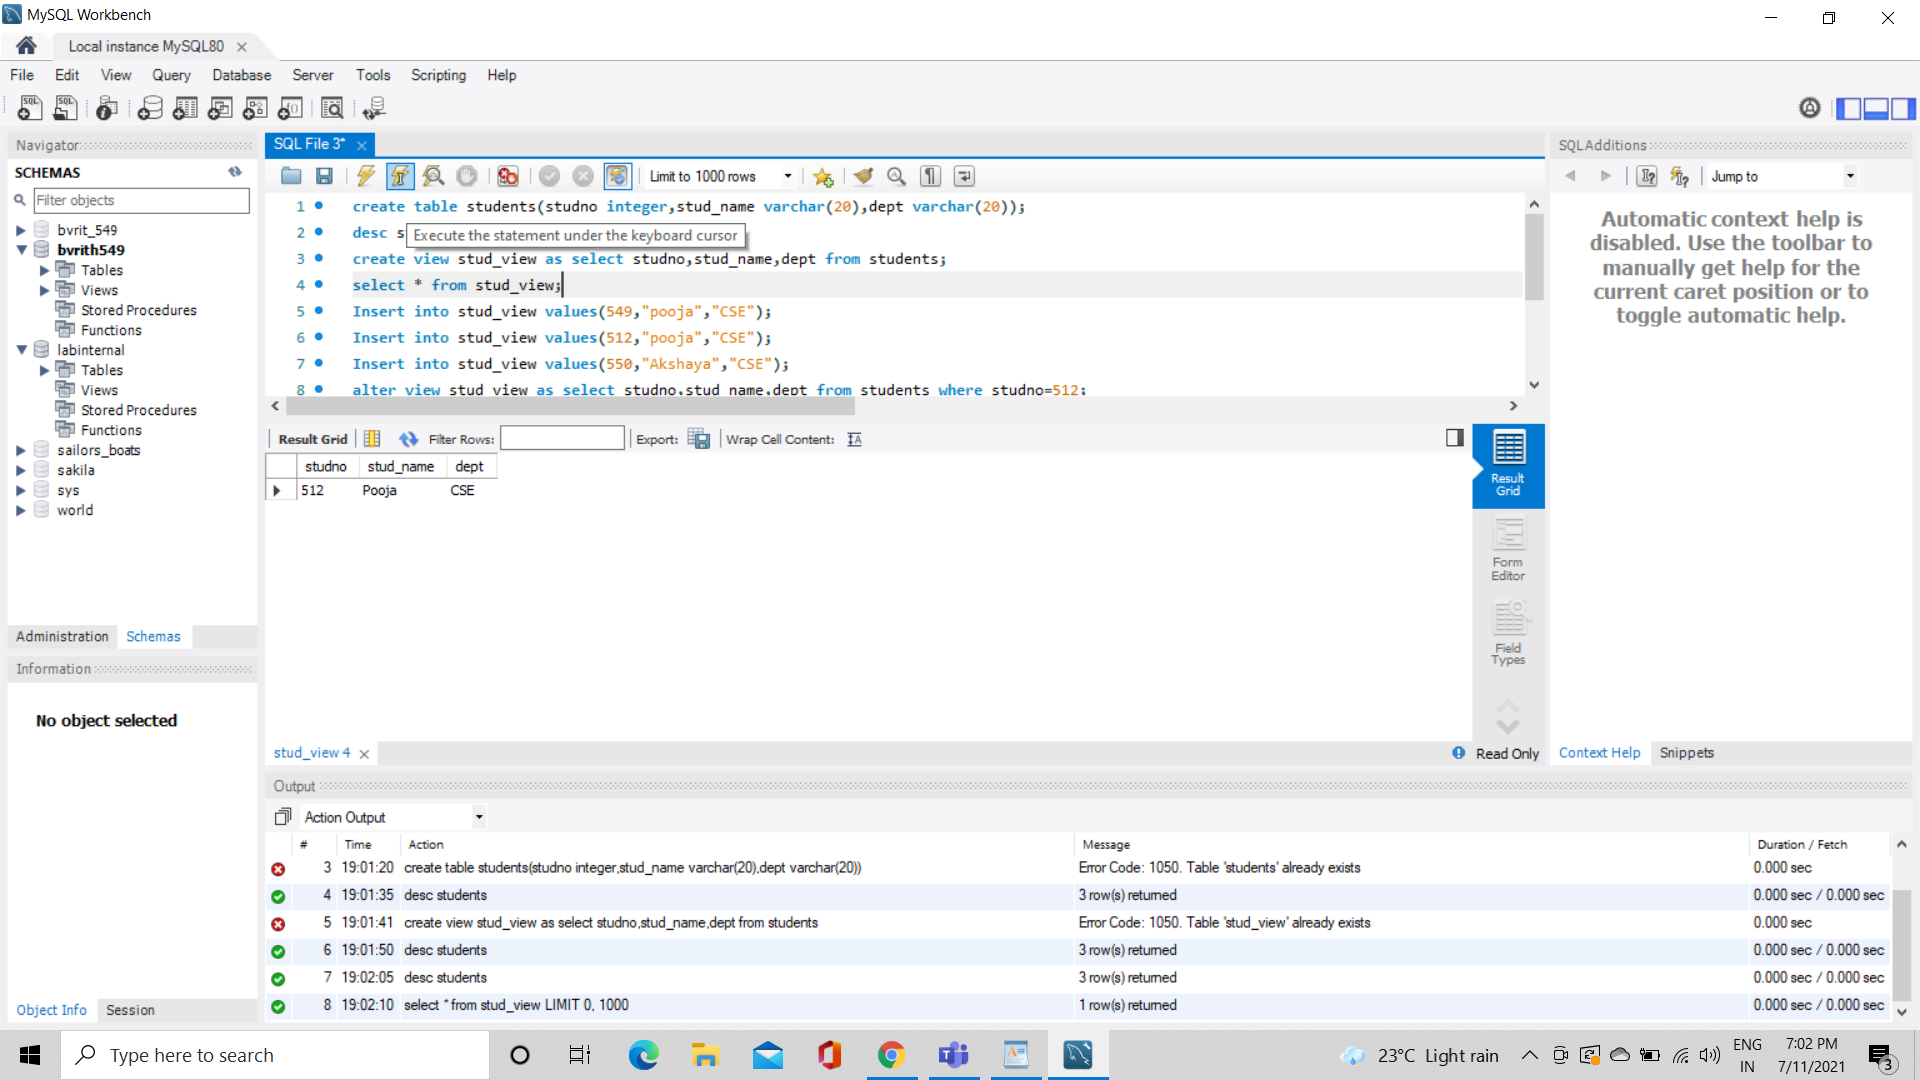 MySQL Workbench
Local instance MySQL80
File Edit View Query Database Server Tools Scripting Help
Navigator
SCHEMAS
Filter objects
bvrit_549
bvrith549
Tables
Views
Stored Procedures
Functions
labinternal
Tables
Views
Stored Procedures
Functions
sailors_boats
sakila
sys
world
Administration Schemas
Information
No object selected
Object Info Session
SQL File 3*
Limit to 1000 rows
1 create table students(studno integer,stud_name varchar(20),dept varchar(20));
2 desc s
Execute the statement under the keyboard cursor
3 create view stud_view as select studno,stud_name,dept from students;
4 select * from stud_view;
5 Insert into stud_view values(549,"pooja","CSE");
6 Insert into stud_view values(512,"pooja","CSE");
7 Insert into stud_view values(550,"Akshaya","CSE");
8 alter view stud_view as select studno,stud_name,dept from students where studno=512;
Result Grid Filter Rows: Export: Wrap Cell Content:
studno stud_name dept
512 Pooja CSE
Result Grid
Form Editor
Field Types
stud_view 4
Read Only
SQLAdditions
Jump to
Automatic context help is
disabled. Use the toolbar to
manually get help for the
current caret position or to
toggle automatic help.
Context Help Snippets
Output
Action Output
# Time Action Message Duration / Fetch
3 19:01:20 create table students(studno integer,stud_name varchar(20),dept varchar(20)) Error Code: 1050. Table 'students' already exists 0.000 sec
4 19:01:35 desc students 3 row(s) returned 0.000 sec / 0.000 sec
5 19:01:41 create view stud_view as select studno,stud_name,dept from students Error Code: 1050. Table 'stud_view' already exists 0.000 sec
6 19:01:50 desc students 3 row(s) returned 0.000 sec / 0.000 sec
7 19:02:05 desc students 3 row(s) returned 0.000 sec / 0.000 sec
8 19:02:10 select * from stud_view LIMIT 0, 1000 1 row(s) returned 0.000 sec / 0.000 sec
Type here to search
23°C Light rain
ENG
IN
7:02 PM
7/11/2021
3